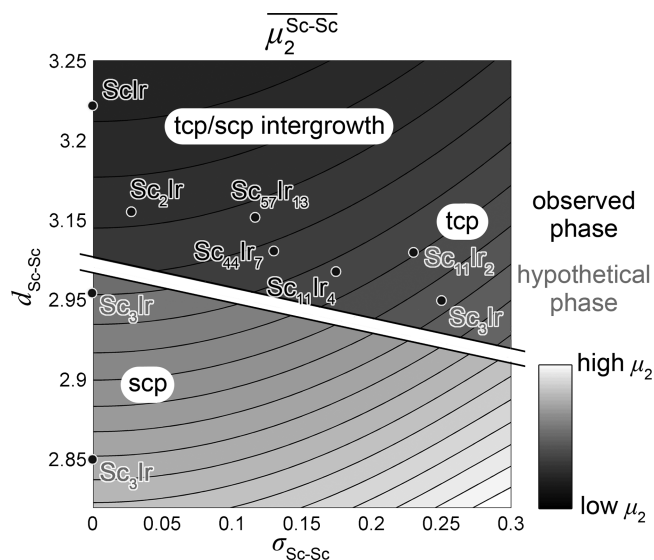 μ₂^Sc-Sc
3.25
ScIr
tcp/scp intergrowth
3.2
Sc₂Ir
Sc₅₇Ir₁₃
3.15
tcp
observed
phase
Sc₄₄Ir₇
Sc₁₁Ir₂
d_Sc-Sc
Sc₁₁Ir₄
hypothetical
phase
2.95
Sc₃Ir
Sc₃Ir
2.9
scp
high μ₂
2.85
Sc₃Ir
low μ₂
0 0.05 0.1 0.15 0.2 0.25 0.3
σ_Sc-Sc